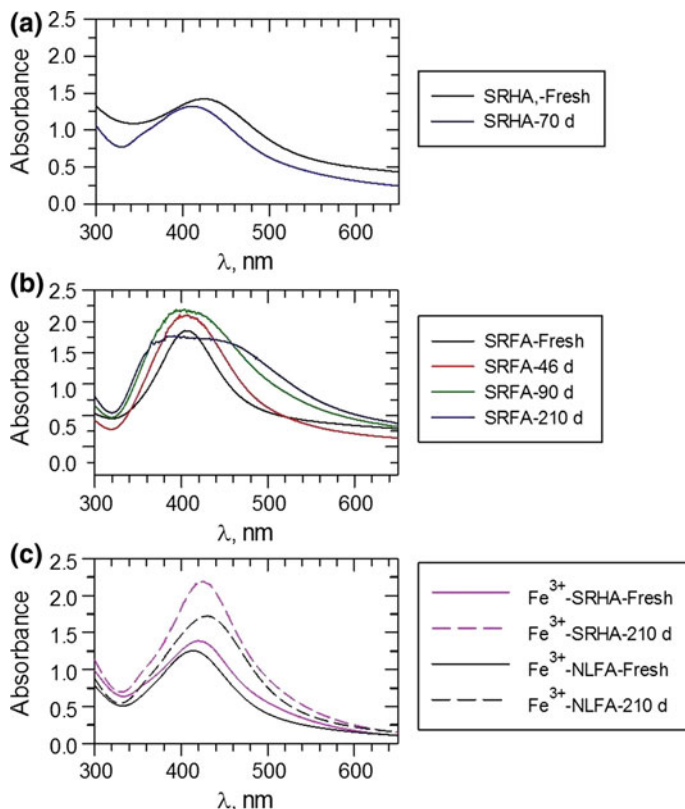 (a)
2.5
2.0
1.5
1.0
0.5
0.0
Absorbance
300 400 500 600
λ, nm
SRHA,-Fresh
SRHA-70 d
(b)
2.5
2.0
1.5
1.0
0.5
0.0
Absorbance
300 400 500 600
λ, nm
SRFA-Fresh
SRFA-46 d
SRFA-90 d
SRFA-210 d
(c)
2.5
2.0
1.5
1.0
0.5
0.0
Absorbance
300 400 500 600
λ, nm
Fe³⁺-SRHA-Fresh
Fe³⁺-SRHA-210 d
Fe³⁺-NLFA-Fresh
Fe³⁺-NLFA-210 d